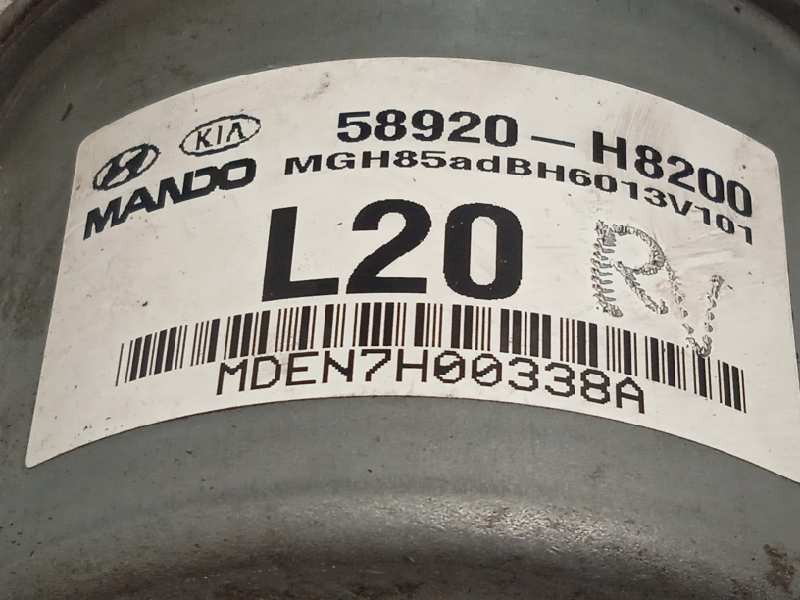 KIA
58920-H8200
MANDO
MGH85adBH6013V101
L20
RV
MDEN7H00338A